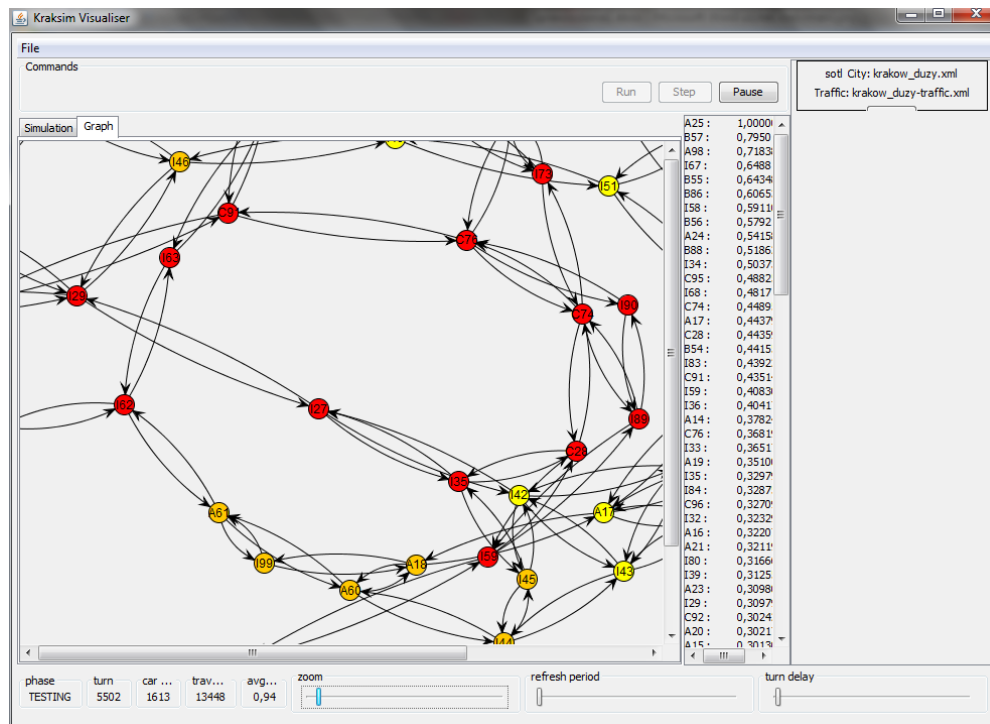 Kraksim Visualiser
File
Commands
Run Step Pause
sotl City: krakow_duzy.xml
Traffic: krakow_duzy-traffic.xml
Simulation Graph
I46
I73
I51
C91
C76
I63
I29
I90
C74
I62
I27
I89
C28
I35
I42
A61
A17
I99
A18
I59
I43
A60
I45
I44
A25 : 1,0000
B57 : 0,7950
A98 : 0,7183
I67 : 0,6488
B55 : 0,6434
B86 : 0,6065
I58 : 0,5911
B56 : 0,5792
A24 : 0,5415
B88 : 0,5186
I34 : 0,5037
C95 : 0,4882
I68 : 0,4817
C74 : 0,4489
A17 : 0,4437
C28 : 0,4435
B54 : 0,4415
I83 : 0,4392
C91 : 0,4351
I59 : 0,4083
I36 : 0,4041
A14 : 0,3782
C76 : 0,3681
I33 : 0,3651
A19 : 0,3510
I35 : 0,3297
I84 : 0,3287
C96 : 0,3270
I32 : 0,3232
A16 : 0,3220
A21 : 0,3211
I80 : 0,3166
I39 : 0,3125
A23 : 0,3098
I29 : 0,3097
C92 : 0,3024
A20 : 0,3021
A15 : 0,3013
phase turn car ... trav... avg... zoom refresh period turn delay
TESTING 5502 1613 13448 0,94